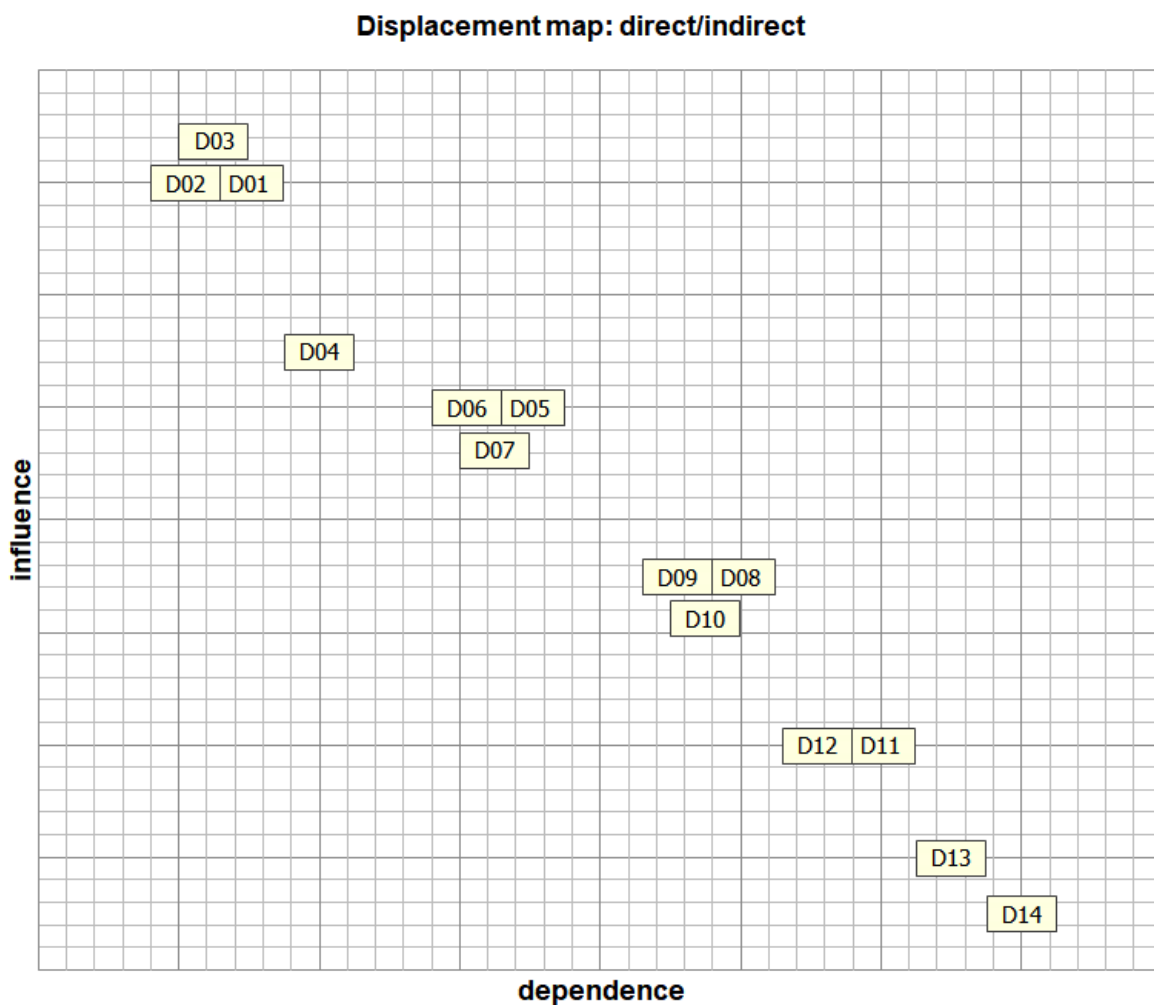 Displacement map: direct/indirect
D03
D02 D01
D04
D06 D05
D07
influence
D09 D08
D10
D12 D11
D13
D14
dependence